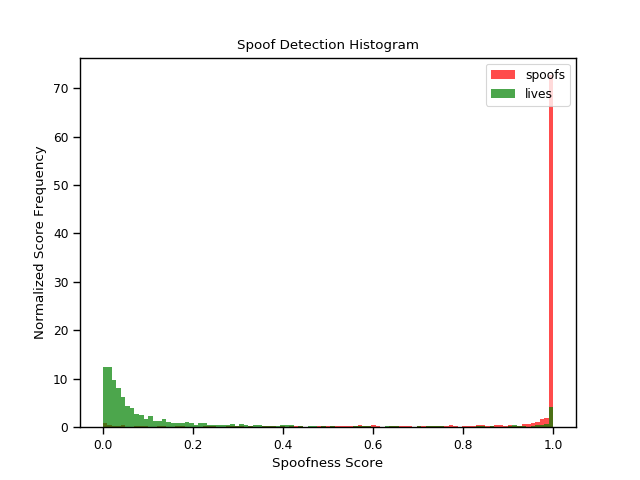 Spoof Detection Histogram
spoofs
lives
Normalized Score Frequency
70
60
50
40
30
20
10
0
0.0 0.2 0.4 0.6 0.8 1.0
Spoofness Score